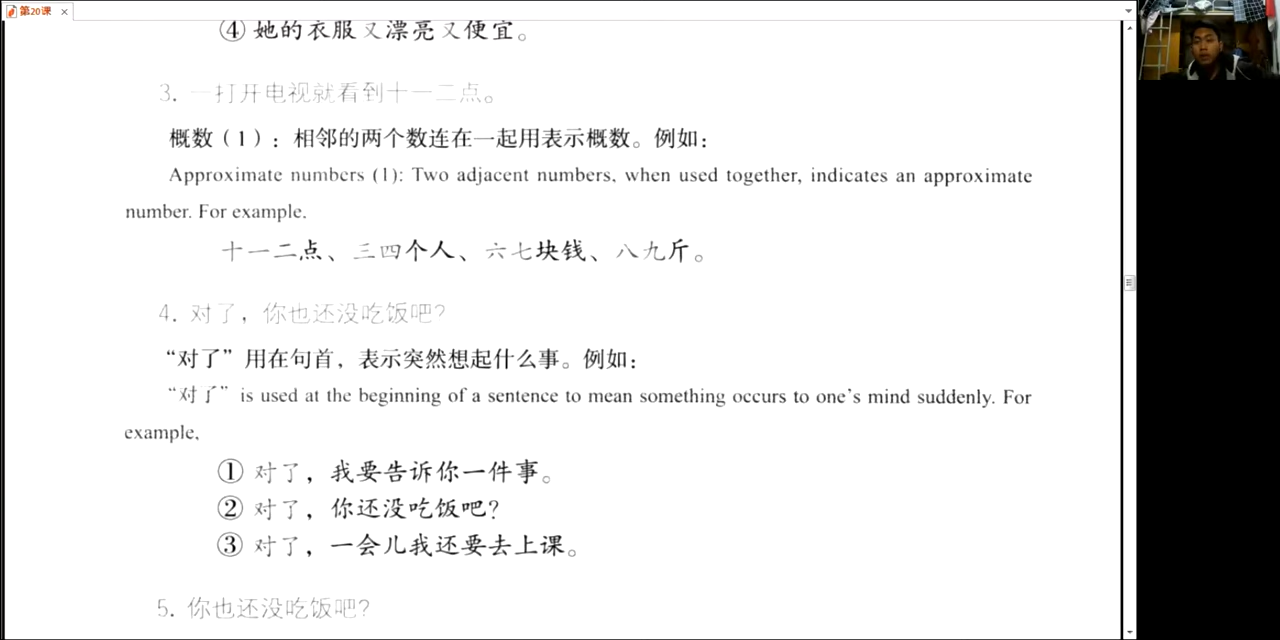 第20课
④ 她的衣服又漂亮又便宜。
3. 一打开电视就看到十一二点。
概数（1）：相邻的两个数连在一起用表示概数。例如：
Approximate numbers (1): Two adjacent numbers, when used together, indicates an approximate
number. For example,
十一二点、三四个人、六七块钱、八九斤。
4. 对了，你也还没吃饭吧？
“对了”用在句首，表示突然想起什么事。例如：
“对了” is used at the beginning of a sentence to mean something occurs to one's mind suddenly. For
example,
① 对了，我要告诉你一件事。
② 对了，你还没吃饭吧？
③ 对了，一会儿我还要去上课。
5. 你也还没吃饭吧？